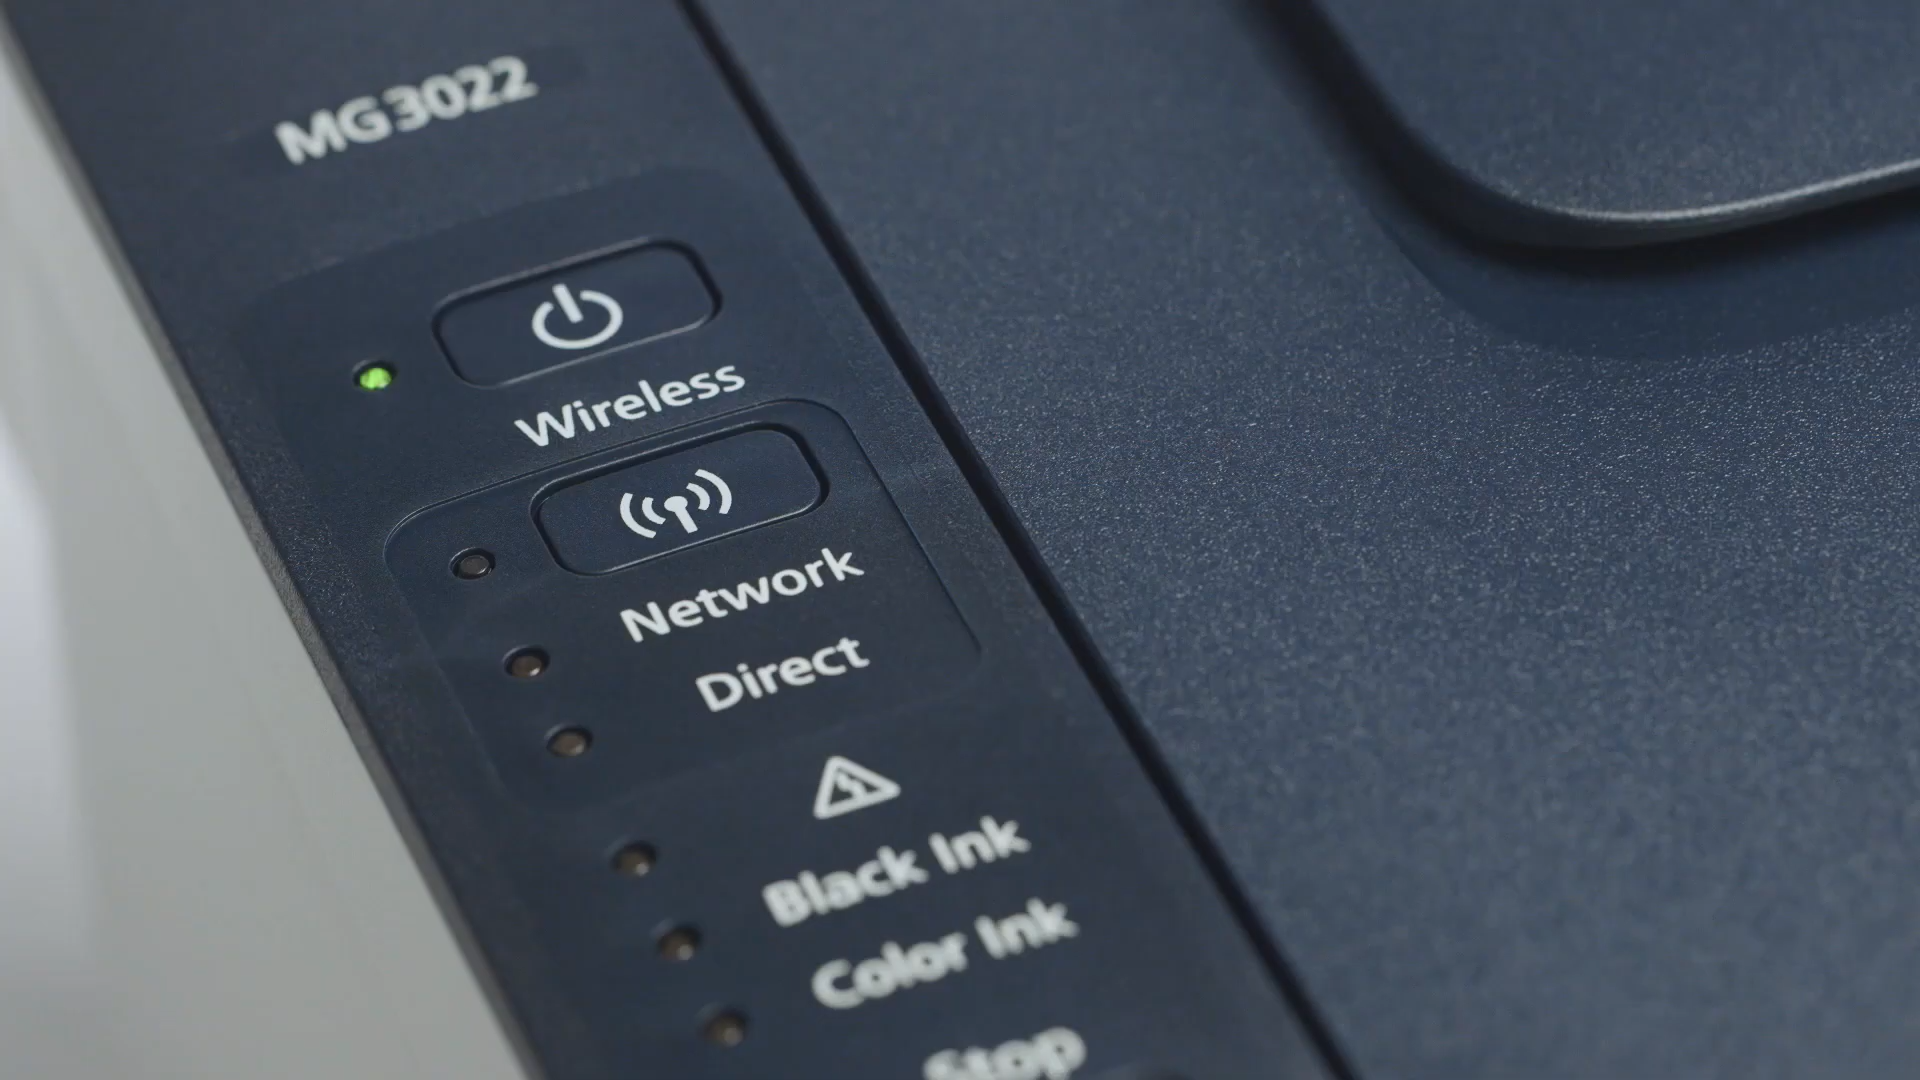 MG3022
Wireless
Network
Direct
Black Ink
Color Ink
Stop